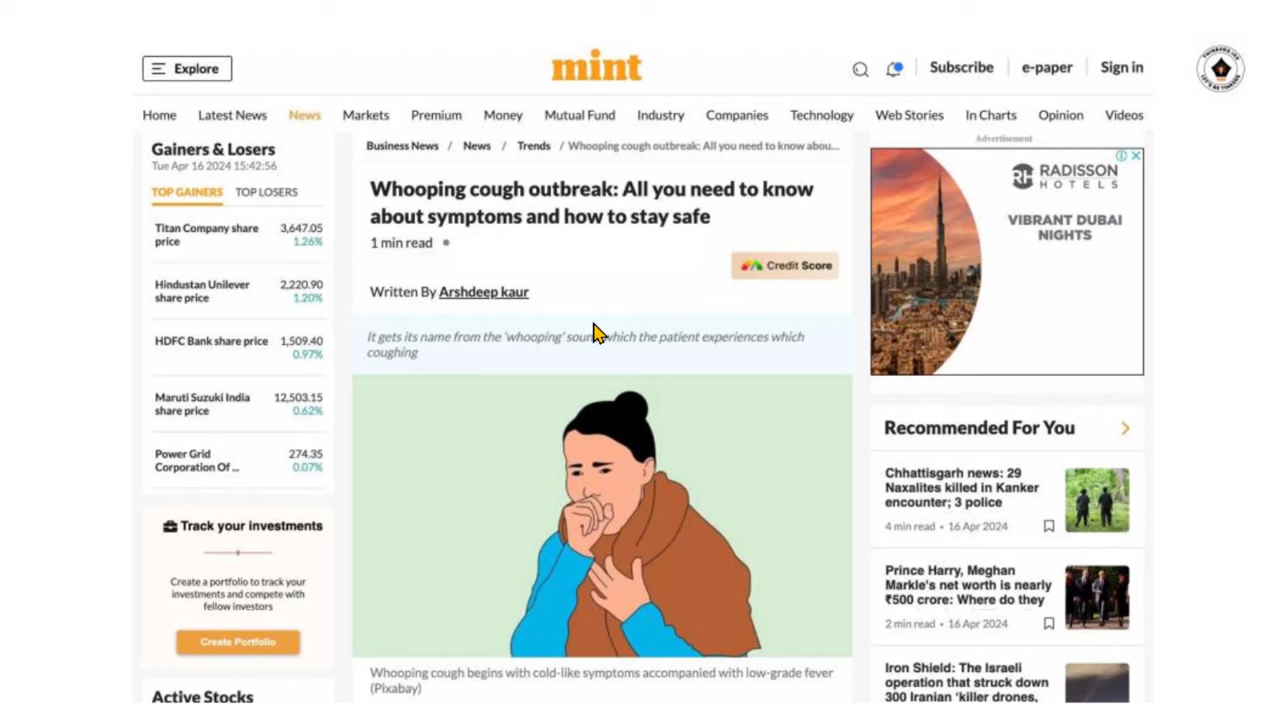 Explore
mint
Subscribe
e-paper
Sign in
Home
Latest News
News
Markets
Premium
Money
Mutual Fund
Industry
Companies
Technology
Web Stories
In Charts
Opinion
Videos
Gainers & Losers
Tue Apr 16 2024 15:42:56
TOP GAINERS
TOP LOSERS
Titan Company share
price
3,647.05
1.26%
Hindustan Unilever
share price
2,220.90
1.20%
HDFC Bank share price
1,509.40
0.97%
Maruti Suzuki India
share price
12,503.15
0.62%
Power Grid
Corporation Of ...
274.35
0.07%
Track your investments
Create a portfolio to track your
investments and compete with
fellow investors
Create Portfolio
Active Stocks
Business News / News / Trends / Whooping cough outbreak: All you need to know abou...
Whooping cough outbreak: All you need to know
about symptoms and how to stay safe
1 min read
Credit Score
Written By Arshdeep kaur
It gets its name from the 'whooping' soun which the patient experiences which
coughing
Whooping cough begins with cold-like symptoms accompanied with low-grade fever
(Pixabay)
Advertisement
RH RADISSON
HOTELS
VIBRANT DUBAI
NIGHTS
Recommended For You
Chhattisgarh news: 29
Naxalites killed in Kanker
encounter; 3 police
4 min read • 16 Apr 2024
Prince Harry, Meghan
Markle's net worth is nearly
₹500 crore: Where do they
2 min read • 16 Apr 2024
Iron Shield: The Israeli
operation that struck down
300 Iranian 'killer drones,